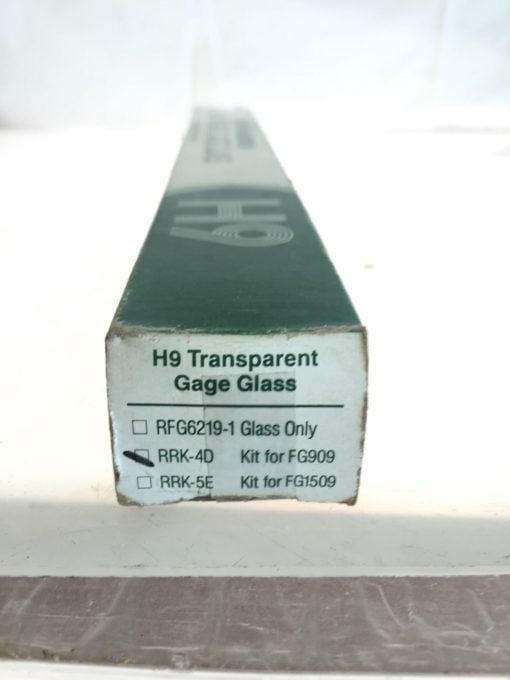 H9
H9 Transparent
Gage Glass
RFG6219-1 Glass Only
RRK-4D Kit for FG909
RRK-5E Kit for FG1509